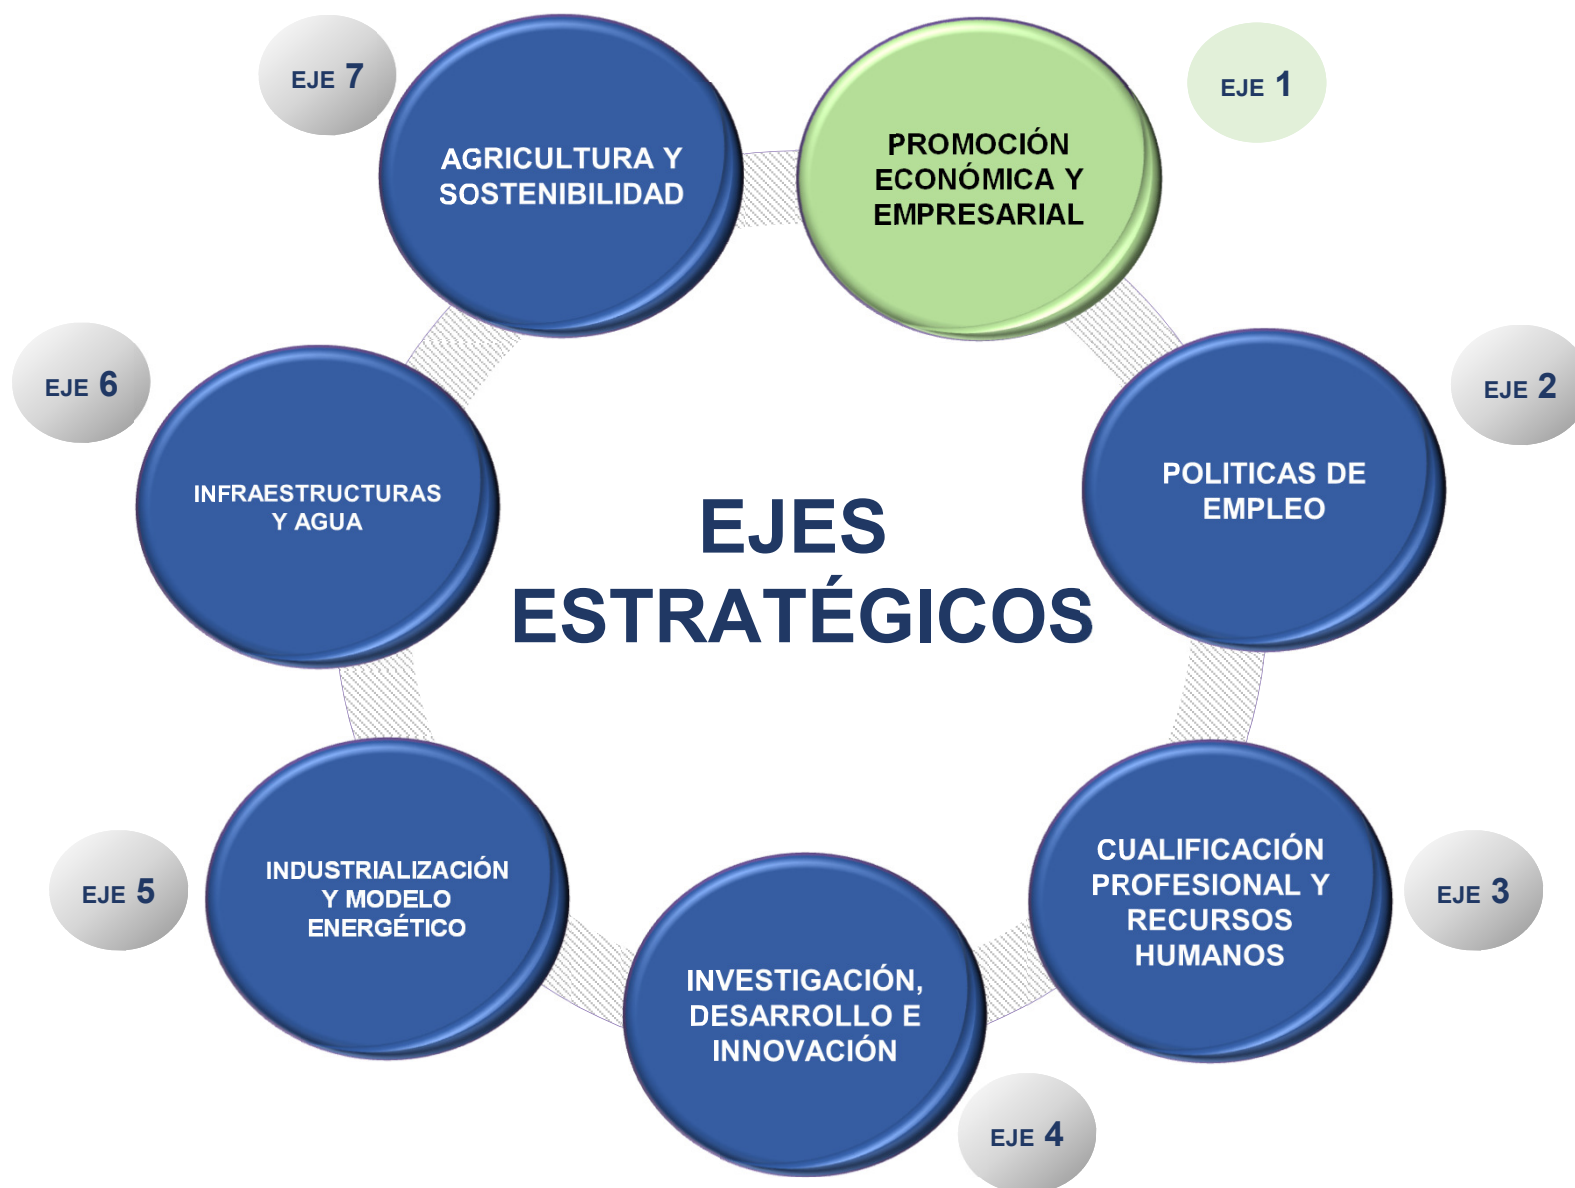 EJE 7
AGRICULTURA Y
SOSTENIBILIDAD
PROMOCIÓN
ECONÓMICA Y
EMPRESARIAL
EJE 1
EJE 6
INFRAESTRUCTURAS
Y AGUA
EJES
ESTRATÉGICOS
POLITICAS DE
EMPLEO
EJE 2
EJE 5
INDUSTRIALIZACIÓN
Y MODELO
ENERGÉTICO
INVESTIGACIÓN,
DESARROLLO E
INNOVACIÓN
EJE 4
CUALIFICACIÓN
PROFESIONAL Y
RECURSOS
HUMANOS
EJE 3